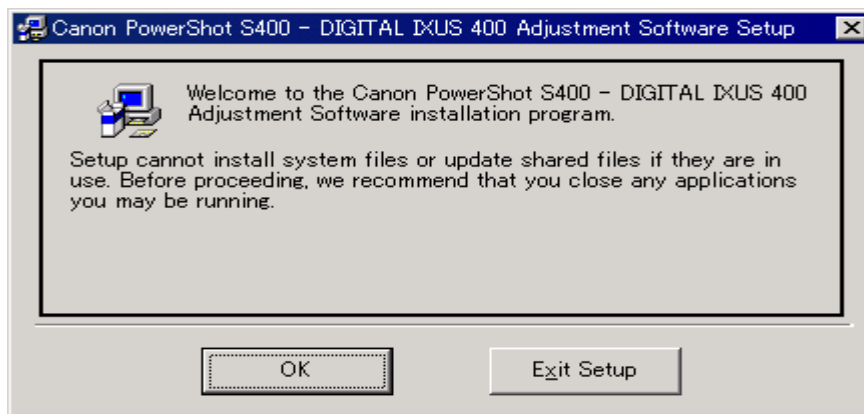 Canon PowerShot S400 - DIGITAL IXUS 400 Adjustment Software Setup
Welcome to the Canon PowerShot S400 - DIGITAL IXUS 400
Adjustment Software installation program.
Setup cannot install system files or update shared files if they are in
use. Before proceeding, we recommend that you close any applications
you may be running.
OK
Exit Setup